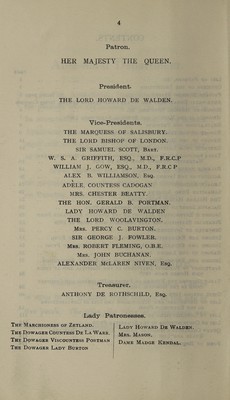 4
Patron.
HER MAJESTY THE QUEEN.
President.
THE LORD HOWARD DE WALDEN.
Vice-Presidents.
THE MARQUESS OF SALISBURY.
THE LORD BISHOP OF LONDON.
SIR SAMUEL SCOTT, Bart.
W. S. A. GRIFFITH, ESQ., M.D., F.R.C.P
WILLIAM J. GOW, ESQ., M.D., F.R.C P
ALEX B. WILLIAMSON, Esq.
ADELE, COUNTESS CADOGAN
MRS. CHESTER BEATTY.
THE HON. GERALD B. PORTMAN.
LADY HOWARD DE WALDEN
THE LORD WOOLAVINGTON.
Mrs. PERCY C. BURTON.
SIR GEORGE J. FOWLER.
Mrs. ROBERT FLEMING, O.B.E.
Mrs. JOHN BUCHANAN.
ALEXANDER McLAREN NIVEN, Esq.
Treasurer.
ANTHONY DE ROTHSCHILD, Esq.
Lady Patronesses.
The Marchioness of Zetland.
The Dowager Countess De La Warr.
The Dowager Viscountess Portman
The Dowager Lady Burton
Lady Howard De Walden.
Mrs. Mason.
Dame Madge Kendal.